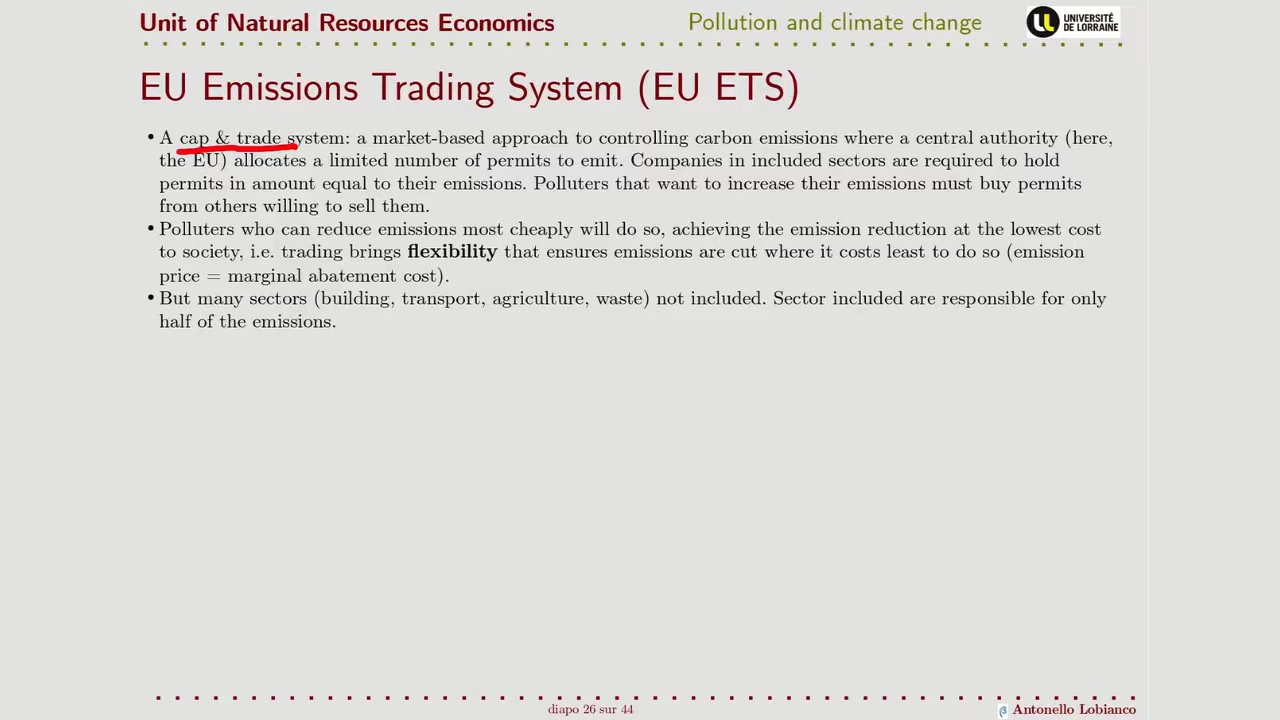 Unit of Natural Resources Economics
Pollution and climate change
UNIVERSITÉ
DE LORRAINE
EU Emissions Trading System (EU ETS)
• A cap & trade system: a market-based approach to controlling carbon emissions where a central authority (here,
the EU) allocates a limited number of permits to emit. Companies in included sectors are required to hold
permits in amount equal to their emissions. Polluters that want to increase their emissions must buy permits
from others willing to sell them.
• Polluters who can reduce emissions most cheaply will do so, achieving the emission reduction at the lowest cost
to society, i.e. trading brings flexibility that ensures emissions are cut where it costs least to do so (emission
price = marginal abatement cost).
• But many sectors (building, transport, agriculture, waste) not included. Sector included are responsible for only
half of the emissions.
diapo 26 sur 44
β Antonello Lobianco